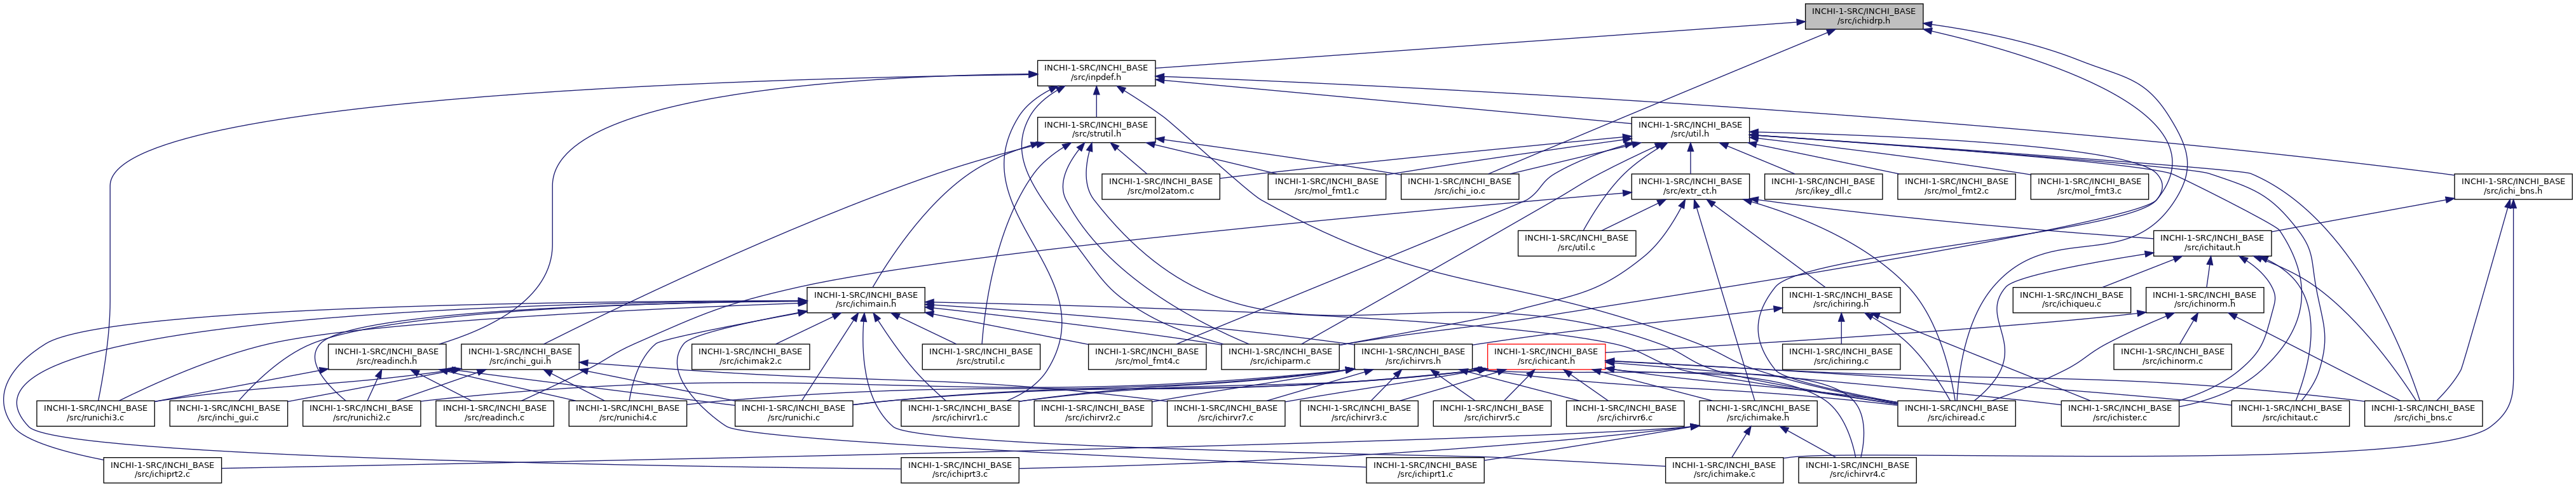 INCHI-1-SRC/INCHI_BASE
/src/ichidrp.h
INCHI-1-SRC/INCHI_BASE
/src/inpdef.h
INCHI-1-SRC/INCHI_BASE
/src/strutil.h
INCHI-1-SRC/INCHI_BASE
/src/util.h
INCHI-1-SRC/INCHI_BASE
/src/mol2atom.c
INCHI-1-SRC/INCHI_BASE
/src/mol_fmt1.c
INCHI-1-SRC/INCHI_BASE
/src/ichi_io.c
INCHI-1-SRC/INCHI_BASE
/src/extr_ct.h
INCHI-1-SRC/INCHI_BASE
/src/ikey_dll.c
INCHI-1-SRC/INCHI_BASE
/src/mol_fmt2.c
INCHI-1-SRC/INCHI_BASE
/src/mol_fmt3.c
INCHI-1-SRC/INCHI_BASE
/src/ichi_bns.h
INCHI-1-SRC/INCHI_BASE
/src/util.c
INCHI-1-SRC/INCHI_BASE
/src/ichitaut.h
INCHI-1-SRC/INCHI_BASE
/src/ichimain.h
INCHI-1-SRC/INCHI_BASE
/src/ichiring.h
INCHI-1-SRC/INCHI_BASE
/src/ichiqueu.c
INCHI-1-SRC/INCHI_BASE
/src/ichinorm.h
INCHI-1-SRC/INCHI_BASE
/src/readinch.h
INCHI-1-SRC/INCHI_BASE
/src/inchi_gui.h
INCHI-1-SRC/INCHI_BASE
/src/ichimak2.c
INCHI-1-SRC/INCHI_BASE
/src/strutil.c
INCHI-1-SRC/INCHI_BASE
/src/mol_fmt4.c
INCHI-1-SRC/INCHI_BASE
/src/ichiparm.c
INCHI-1-SRC/INCHI_BASE
/src/ichirvrs.h
INCHI-1-SRC/INCHI_BASE
/src/ichicant.h
INCHI-1-SRC/INCHI_BASE
/src/ichiring.c
INCHI-1-SRC/INCHI_BASE
/src/ichinorm.c
INCHI-1-SRC/INCHI_BASE
/src/runichi3.c
INCHI-1-SRC/INCHI_BASE
/src/inchi_gui.c
INCHI-1-SRC/INCHI_BASE
/src/runichi2.c
INCHI-1-SRC/INCHI_BASE
/src/readinch.c
INCHI-1-SRC/INCHI_BASE
/src/runichi4.c
INCHI-1-SRC/INCHI_BASE
/src/runichi.c
INCHI-1-SRC/INCHI_BASE
/src/ichirvr1.c
INCHI-1-SRC/INCHI_BASE
/src/ichirvr2.c
INCHI-1-SRC/INCHI_BASE
/src/ichirvr7.c
INCHI-1-SRC/INCHI_BASE
/src/ichirvr3.c
INCHI-1-SRC/INCHI_BASE
/src/ichirvr5.c
INCHI-1-SRC/INCHI_BASE
/src/ichirvr6.c
INCHI-1-SRC/INCHI_BASE
/src/ichimake.h
INCHI-1-SRC/INCHI_BASE
/src/ichiread.c
INCHI-1-SRC/INCHI_BASE
/src/ichister.c
INCHI-1-SRC/INCHI_BASE
/src/ichitaut.c
INCHI-1-SRC/INCHI_BASE
/src/ichi_bns.c
INCHI-1-SRC/INCHI_BASE
/src/ichiprt2.c
INCHI-1-SRC/INCHI_BASE
/src/ichiprt3.c
INCHI-1-SRC/INCHI_BASE
/src/ichiprt1.c
INCHI-1-SRC/INCHI_BASE
/src/ichimake.c
INCHI-1-SRC/INCHI_BASE
/src/ichirvr4.c